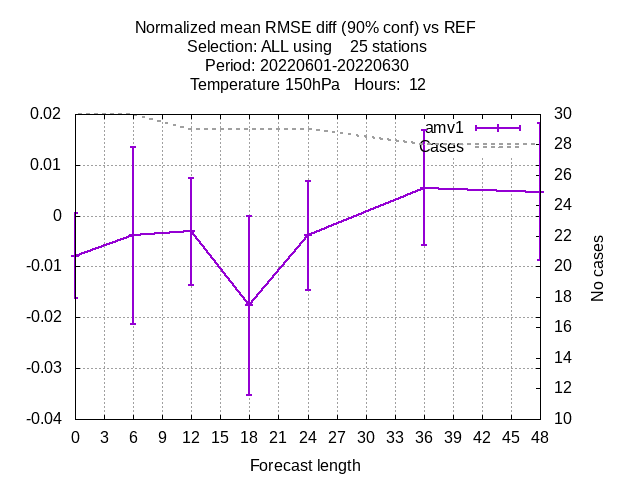 Normalized mean RMSE diff (90% conf) vs REF
Selection: ALL using    25 stations
Period: 20220601-20220630
Temperature 150hPa   Hours:  12
0.02
0.01
0
-0.01
-0.02
-0.03
-0.04
30
28
26
24
22
20
18
16
14
12
10
amv1
Cases
No cases
0 3 6 9 12 15 18 21 24 27 30 33 36 39 42 45 48
Forecast length